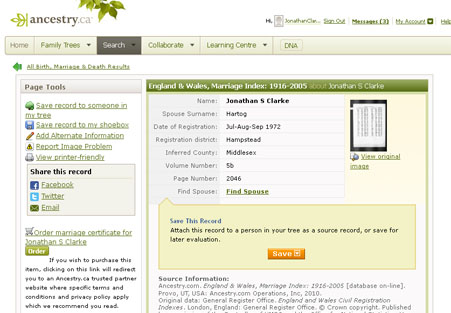 ancestry.ca
Hi, JonathanClar... Sign Out Messages (3) My Account Help
Home Family Trees Search Collaborate Learning Centre DNA
All Birth, Marriage & Death Results
Page Tools
Save record to someone in
my tree
Save record to my shoebox
Add Alternate Information
Report Image Problem
View printer-friendly
Share this record
Facebook
Twitter
Email
Order marriage certificate for
Jonathan S Clarke
Order
If you wish to purchase this
item, clicking on this link will redirect
you to an Ancestry.ca trusted partner
website where specific terms and
conditions and privacy policy apply
which we recommend you read.
England & Wales, Marriage Index: 1916-2005 about Jonathan S Clarke
Name: Jonathan S Clarke
Spouse Surname: Hartog
Date of Registration: Jul-Aug-Sep 1972
Registration district: Hampstead
Inferred County: Middlesex
Volume Number: 5b
Page Number: 2046
Find Spouse: Find Spouse
View original
image
Save This Record
Attach this record to a person in your tree as a source record, or save for
later evaluation.
Save
Source Information:
Ancestry.com. England & Wales, Marriage Index: 1916-2005 [database on-line].
Provo, UT, USA: Ancestry.com Operations, Inc, 2010.
Original data: General Register Office. England and Wales Civil Registration
Indexes. London, England: General Register Office. © Crown copyright. Published